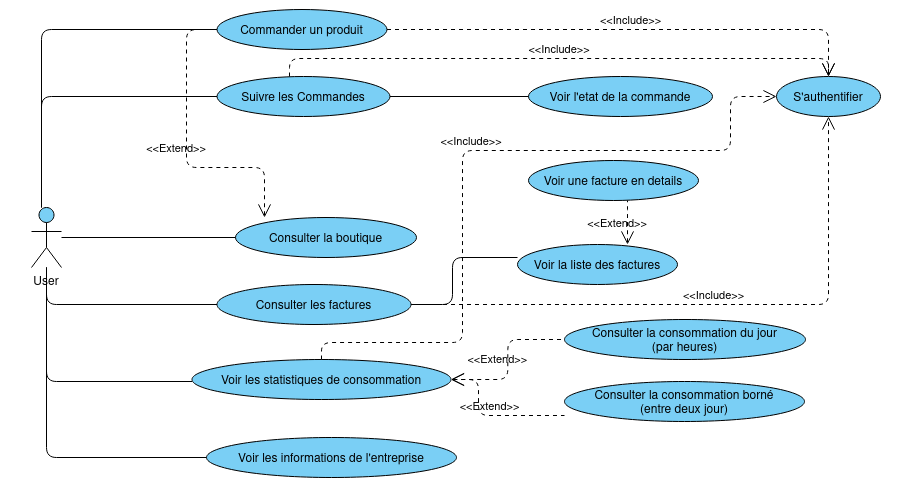 <<Include>>
Commander un produit
<<Include>>
Suivre les Commandes
Voir l'etat de la commande
S'authentifier
<<Include>>
<<Extend>>
Voir une facture en details
<<Extend>>
Consulter la boutique
Voir la liste des factures
User
<<Include>>
Consulter les factures
Consulter la consommation du jour
(par heures)
<<Extend>>
Voir les statistiques de consommation
Consulter la consommation borné
(entre deux jour)
<<Extend>>
Voir les informations de l'entreprise